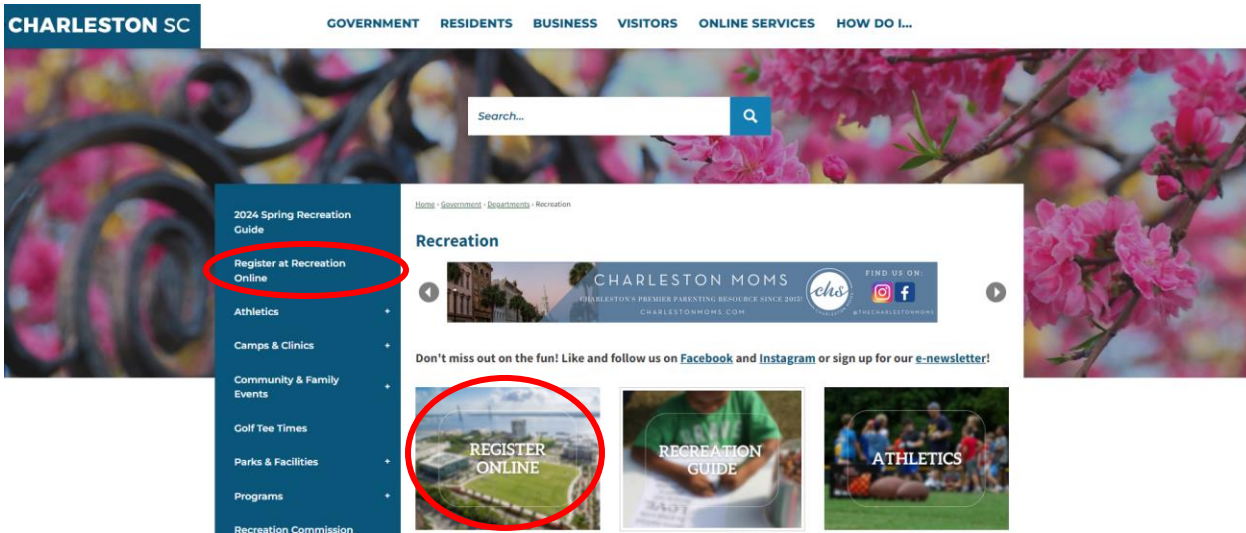 CHARLESTON SC
GOVERNMENT RESIDENTS BUSINESS VISITORS ONLINE SERVICES HOW DO I...
Search...
2024 Spring Recreation
Guide
Register at Recreation
Online
Athletics +
Camps & Clinics +
Community & Family
Events +
Golf Tee Times
Parks & Facilities +
Programs +
Recreation Commission
Home › Government › Departments › Recreation
Recreation
CHARLESTON MOMS
CHARLESTON'S PREMIER PARENTING RESOURCE SINCE 2015!
CHARLESTONMOMS.COM
chs
FIND US ON:
@THECHARLESTONMOMS
Don't miss out on the fun! Like and follow us on Facebook and Instagram or sign up for our e-newsletter!
REGISTER
ONLINE
RECREATION
GUIDE
ATHLETICS